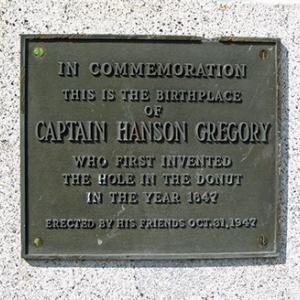 IN COMMEMORATION
THIS IS THE BIRTHPLACE
OF
CAPTAIN HANSON GREGORY
WHO FIRST INVENTED
THE HOLE IN THE DONUT
IN THE YEAR 1847
ERECTED BY HIS FRIENDS OCT. 31, 1947